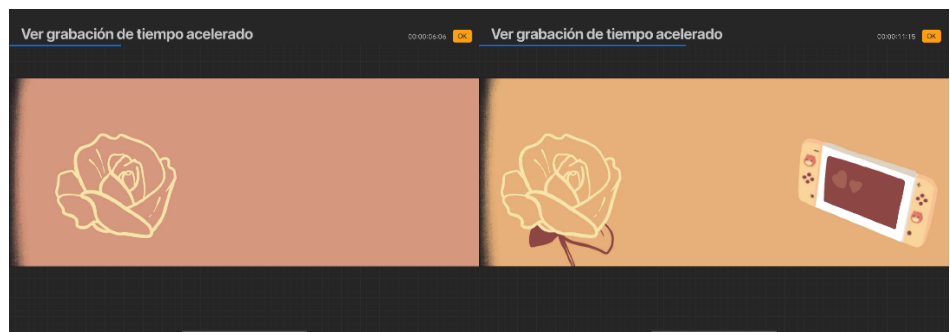 Ver grabación de tiempo acelerado
00:00:06:06
OK
Ver grabación de tiempo acelerado
00:00:11:15
OK